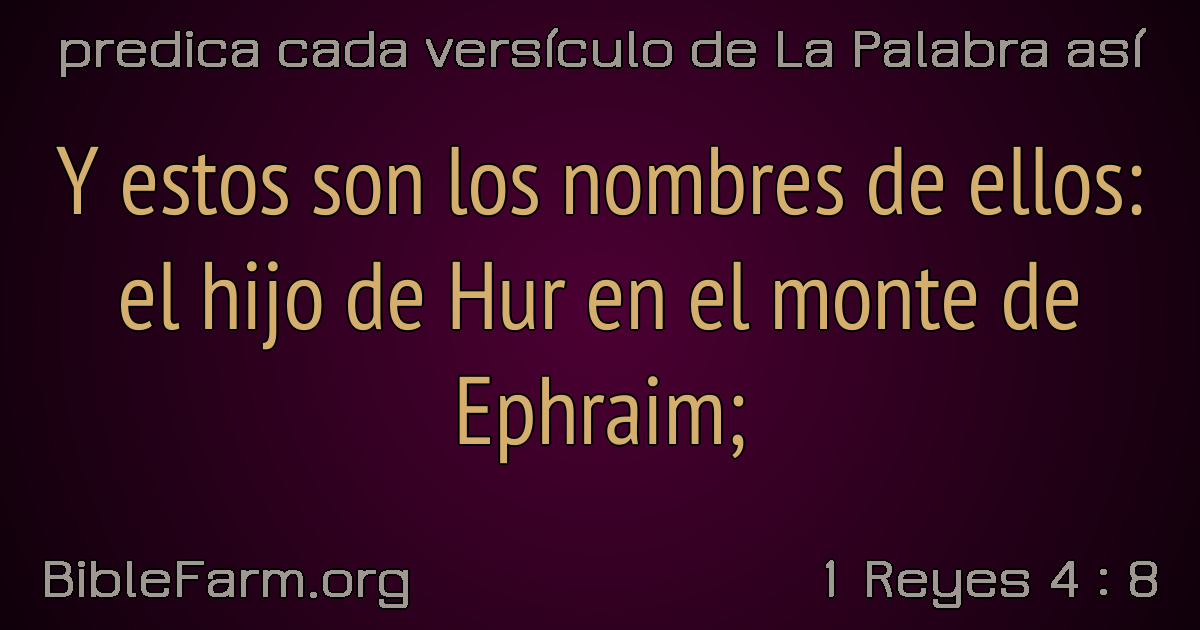 predica cada versículo de La Palabra así
Y estos son los nombres de ellos:
el hijo de Hur en el monte de
Ephraim;
BibleFarm.org
1 Reyes 4 : 8